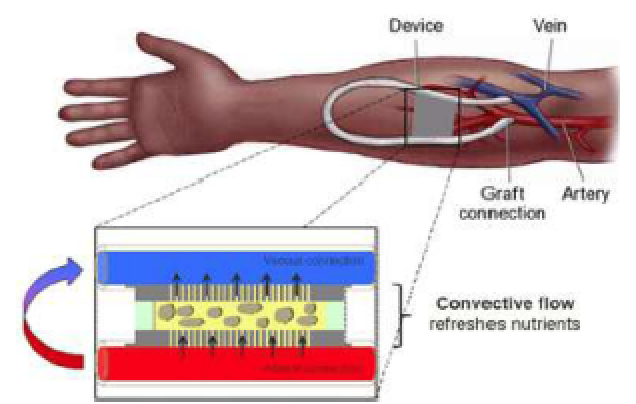 Device
Vein
Graft
connection
Artery
Venous connection
Convective flow
refreshes nutrients